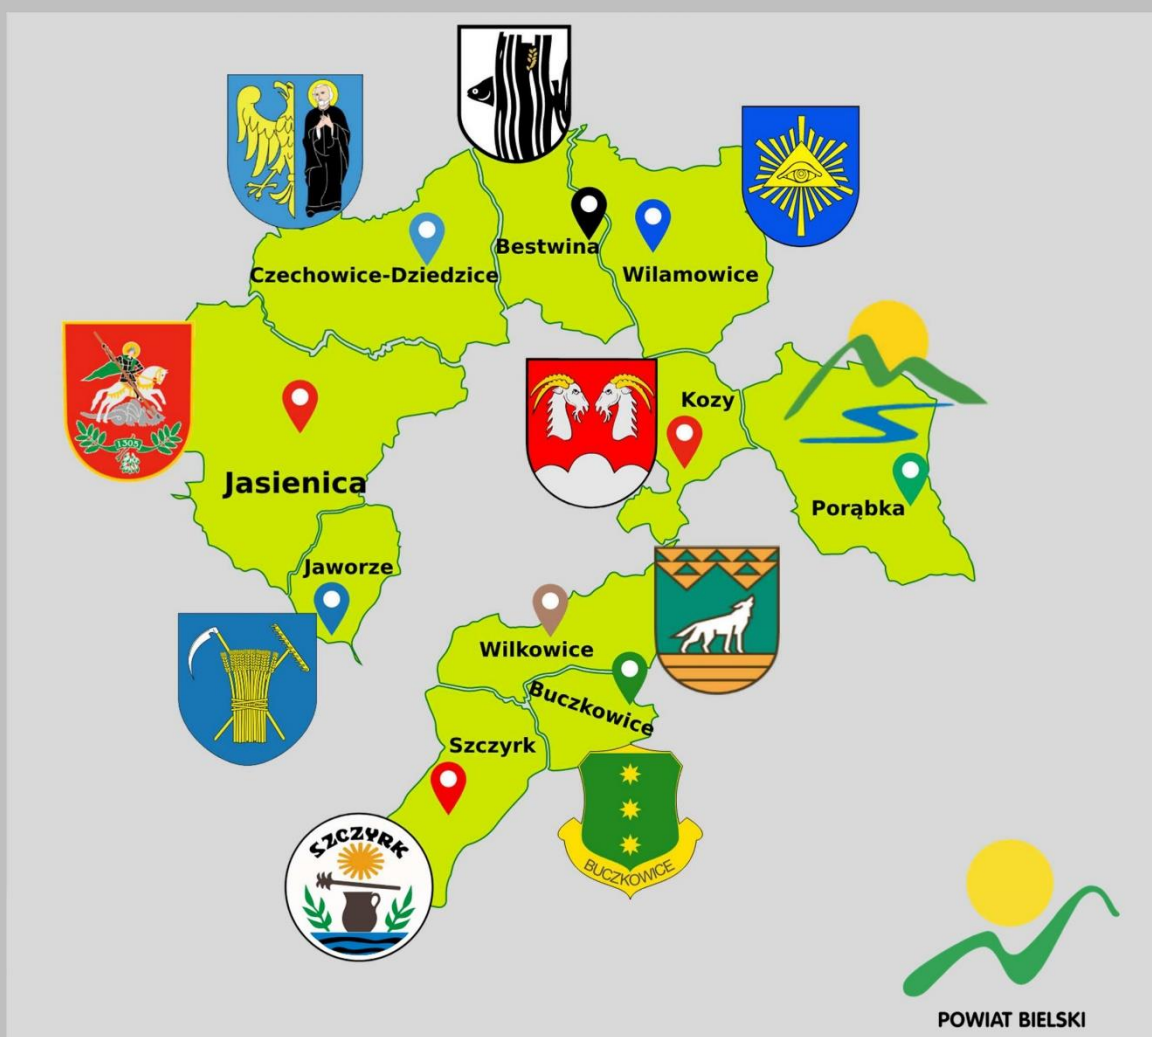 Bestwina
Czechowice-Dziedzice
Wilamowice
Kozy
1305
Jasienica
Porąbka
Jaworze
Wilkowice
Buczkowice
Szczyrk
SZCZYRK
BUCZKOWICE
POWIAT BIELSKI